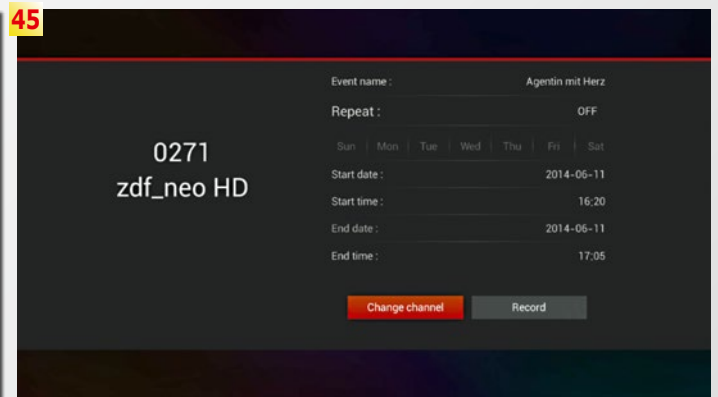 45
0271
zdf_neo HD
Event name : Agentin mit Herz
Repeat : OFF
Sun Mon Tue Wed Thu Fri Sat
Start date : 2014-06-11
Start time : 16:20
End date : 2014-06-11
End time : 17:05
Change channel Record